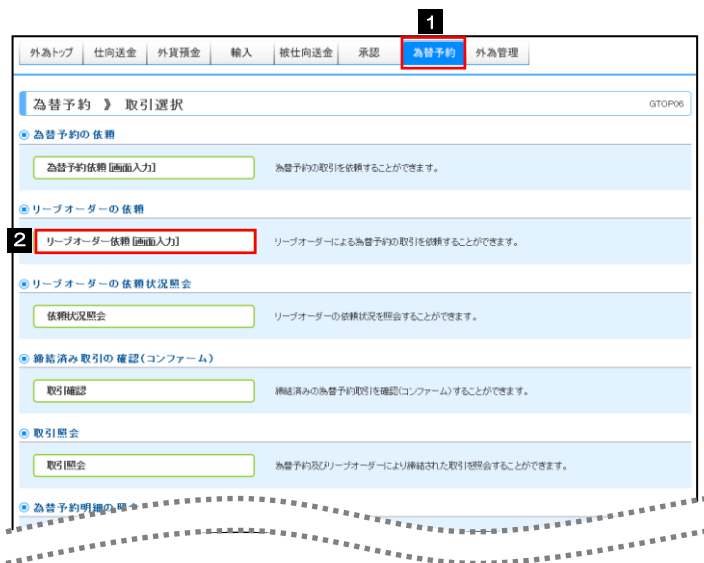 1
外為トップ 仕向送金 外貨預金 輸入 被仕向送金 承認 為替予約 外為管理
為替予約 》 取引選択 GTOP06
為替予約の依頼
為替予約依頼[画面入力] 為替予約の取引を依頼することができます。
リーブオーダーの依頼
2 リーブオーダー依頼[画面入力] リーブオーダーによる為替予約の取引を依頼することができます。
リーブオーダーの依頼状況照会
依頼状況照会 リーブオーダーの依頼状況を照会することができます。
締結済み取引の確認(コンファーム)
取引確認 締結済みの為替予約取引を確認(コンファーム)することができます。
取引照会
取引照会 為替予約及びリーブオーダーにより締結された取引を照会することができます。
為替予約明細の照会